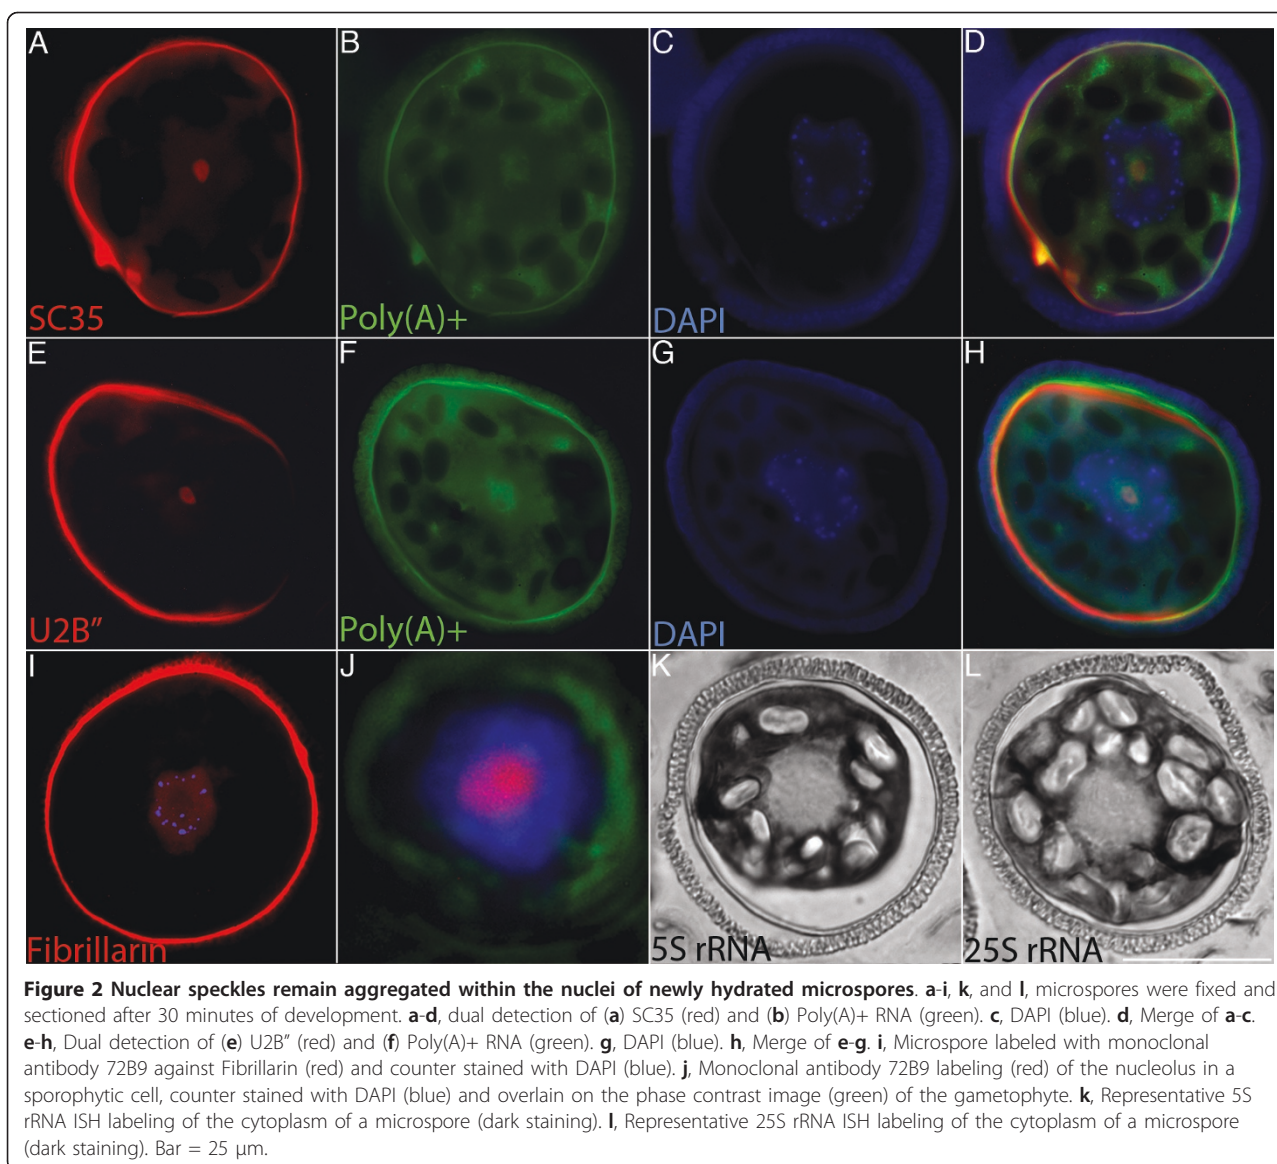 A
B
C
D
SC35
Poly(A)+
DAPI
E
F
G
H
U2B”
Poly(A)+
DAPI
I
J
K
L
Fibrillarin
5S rRNA
25S rRNA
Figure 2 Nuclear speckles remain aggregated within the nuclei of newly hydrated microspores. a-i, k, and l, microspores were fixed and
sectioned after 30 minutes of development. a-d, dual detection of (a) SC35 (red) and (b) Poly(A)+ RNA (green). c, DAPI (blue). d, Merge of a-c.
e-h, Dual detection of (e) U2B” (red) and (f) Poly(A)+ RNA (green). g, DAPI (blue). h, Merge of e-g. i, Microspore labeled with monoclonal
antibody 72B9 against Fibrillarin (red) and counter stained with DAPI (blue). j, Monoclonal antibody 72B9 labeling (red) of the nucleolus in a
sporophytic cell, counter stained with DAPI (blue) and overlain on the phase contrast image (green) of the gametophyte. k, Representative 5S
rRNA ISH labeling of the cytoplasm of a microspore (dark staining). l, Representative 25S rRNA ISH labeling of the cytoplasm of a microspore
(dark staining). Bar = 25 μm.